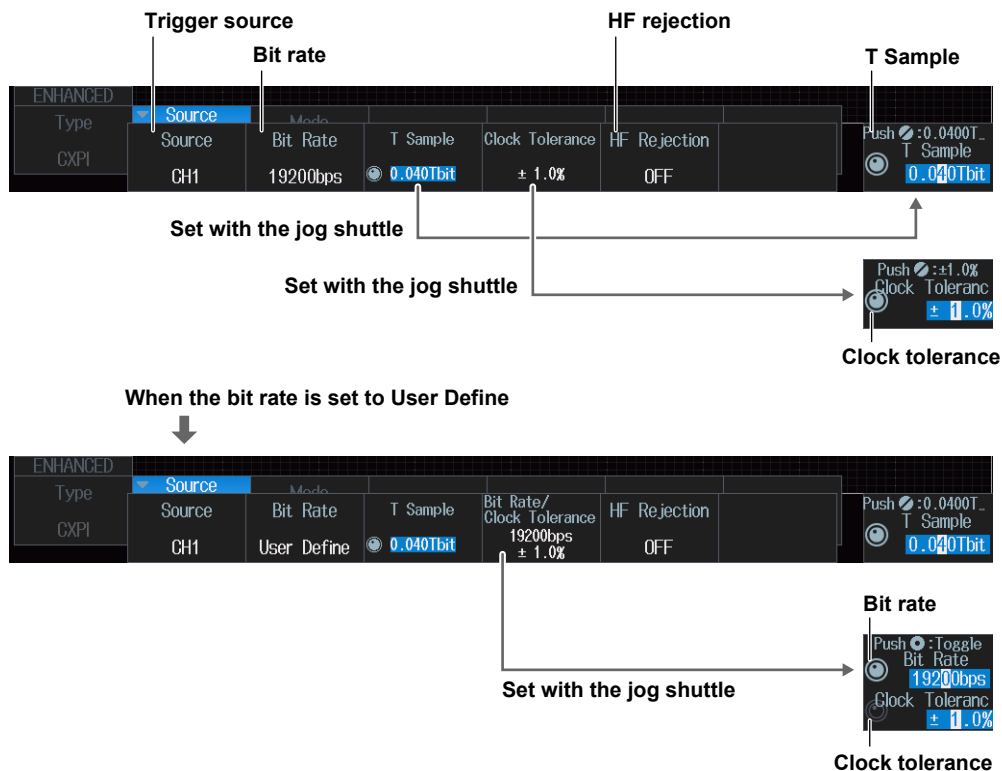 Trigger source
HF rejection
Bit rate
T Sample
ENHANCED
Type
CXPI
Source
Mode
Source
Bit Rate
T Sample
Clock Tolerance
HF Rejection
CH1
19200bps
0.040Tbit
± 1.0%
OFF
Push :0.0400T_
T Sample
0.040Tbit
Set with the jog shuttle
Set with the jog shuttle
Push :±1.0%
Clock Toleranc
± 1.0%
Clock tolerance
When the bit rate is set to User Define
ENHANCED
Type
CXPI
Source
Mode
Source
Bit Rate
T Sample
Bit Rate/
Clock Tolerance
HF Rejection
CH1
User Define
0.040Tbit
19200bps
± 1.0%
OFF
Push :0.0400T_
T Sample
0.040Tbit
Bit rate
Push :Toggle
Bit Rate
19200bps
Clock Toleranc
± 1.0%
Set with the jog shuttle
Clock tolerance